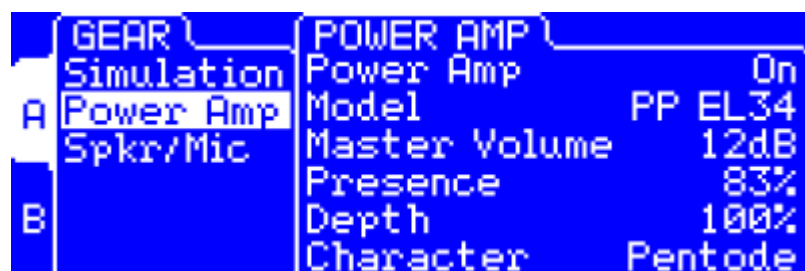 GEAR
POWER AMP
A
B
Simulation
Power Amp
Spkr/Mic
Power Amp On
Model PP EL34
Master Volume 12dB
Presence 83%
Depth 100%
Character Pentode